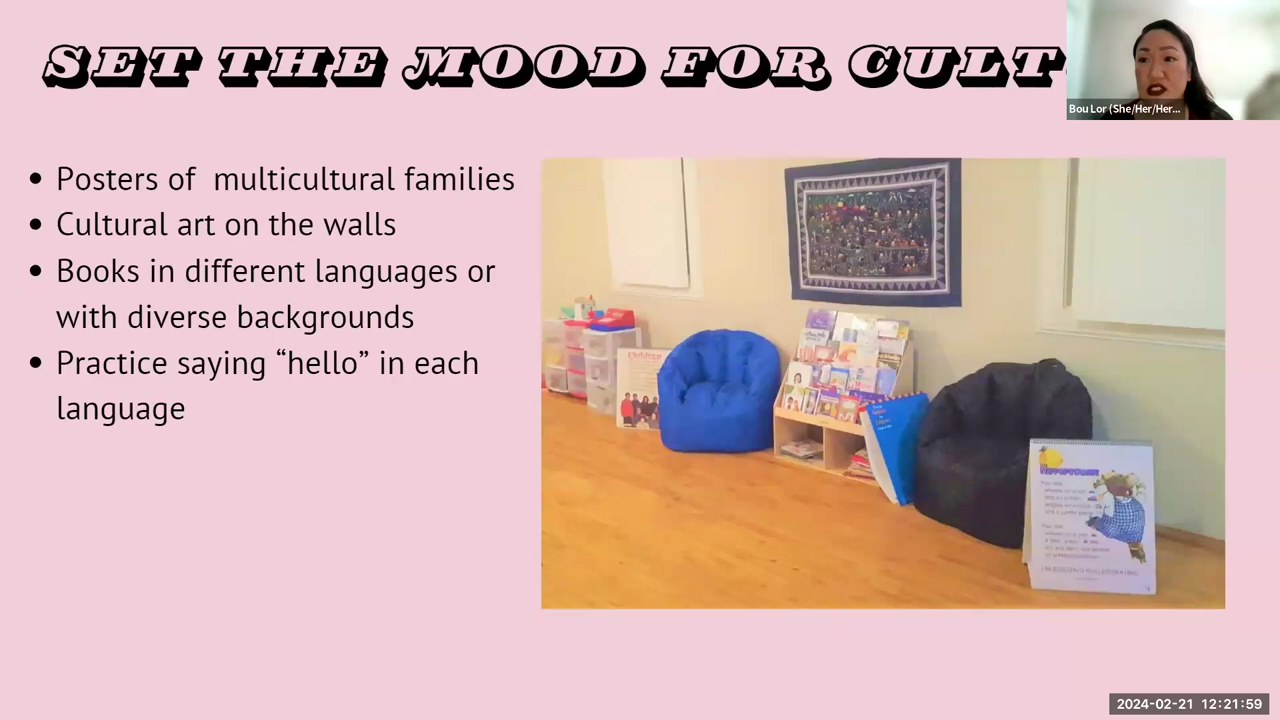 SET THE MOOD FOR CULT
Bou Lor (She/Her/Her...
• Posters of  multicultural families
• Cultural art on the walls
• Books in different languages or
with diverse backgrounds
• Practice saying “hello” in each
language
Children
2024-02-21 12:21:59